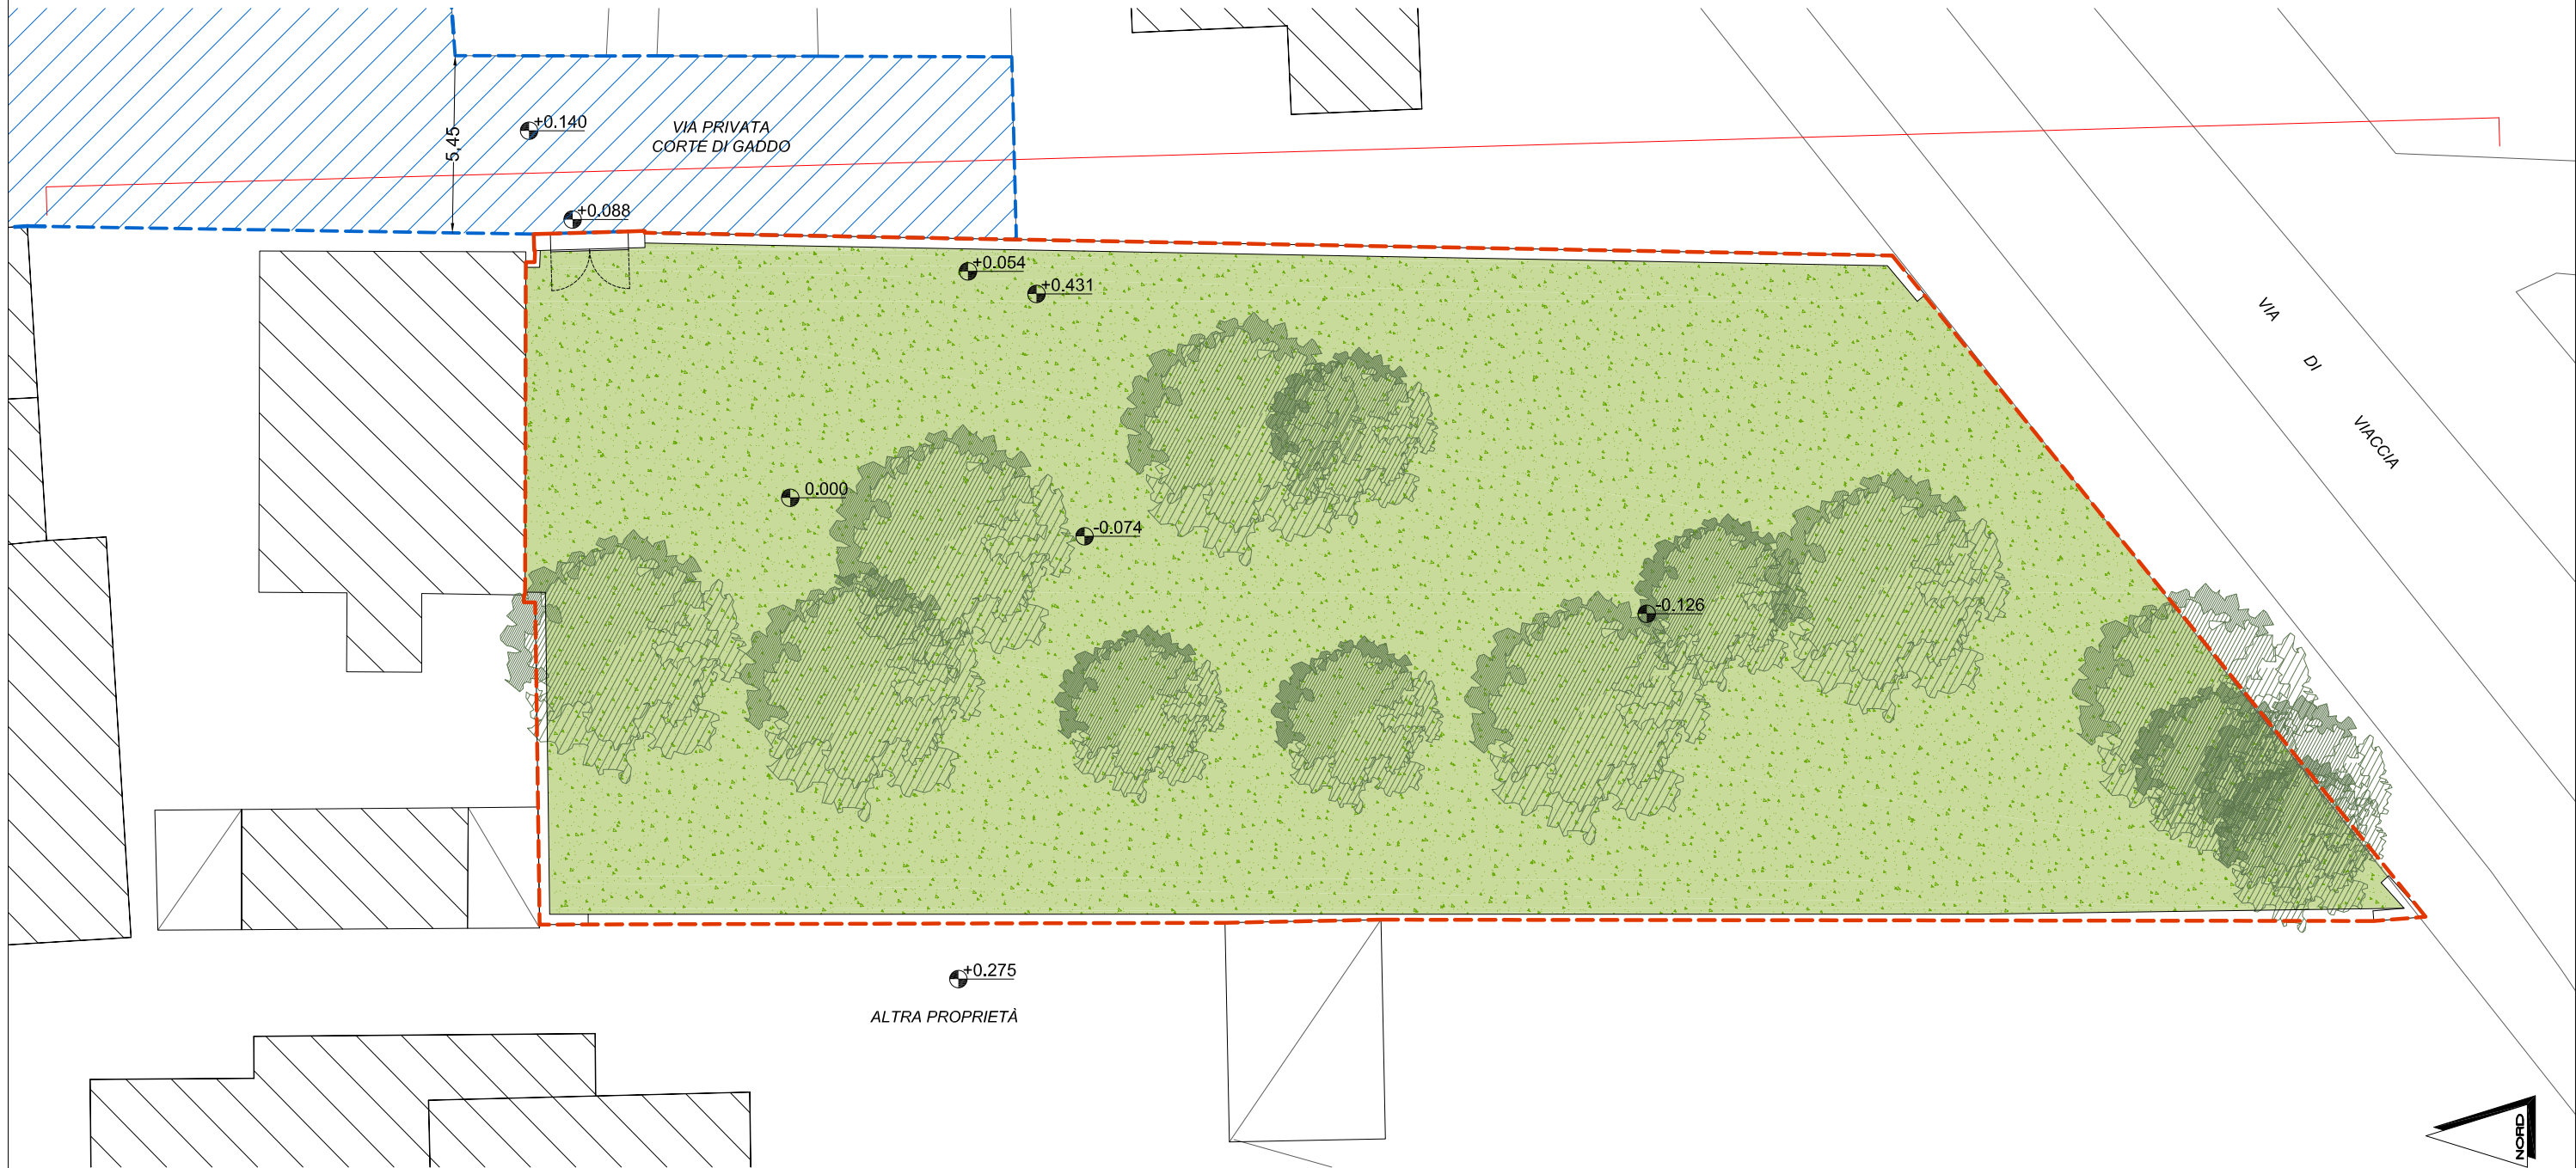 +0.140
VIA PRIVATA
CORTE DI GADDO
5,45
+0.088
+0.054
+0.431
VIA DI VIACCIA
0.000
-0.074
-0.126
+0.275
ALTRA PROPRIETÀ
NORD